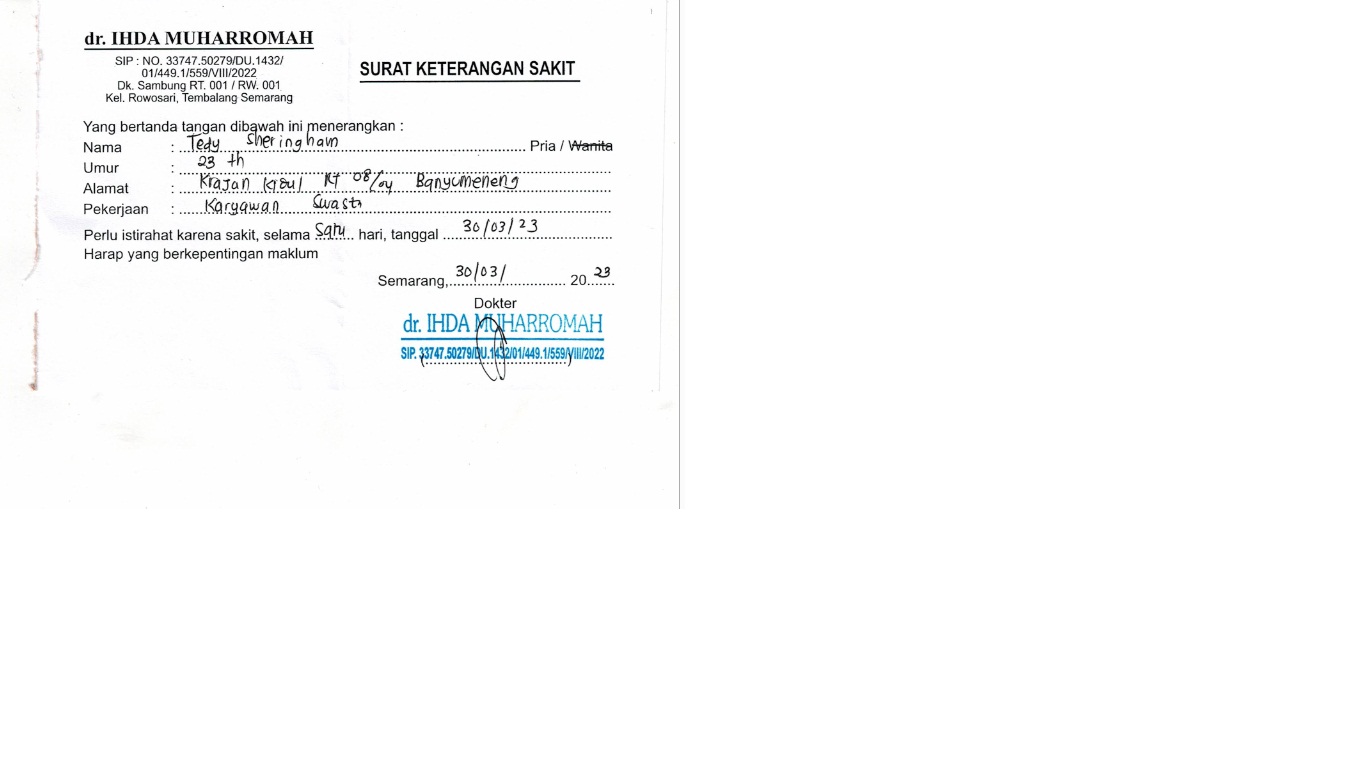 dr. IHDA MUHARROMAH
SIP : NO. 33747.50279/DU.1432/
01/449.1/559/VIII/2022
Dk. Sambung RT. 001 / RW. 001
Kel. Rowosari, Tembalang Semarang
SURAT KETERANGAN SAKIT
Yang bertanda tangan dibawah ini menerangkan :
Nama : Tedy Sheringham Pria / Wanita
Umur : 23 th
Alamat : Krajan Kidul RT 08/04 Banyumeneng
Pekerjaan : Karyawan Swasta
Perlu istirahat karena sakit, selama Satu hari, tanggal 30/03/23
Harap yang berkepentingan maklum
Semarang, 30/03/ 2023
Dokter
dr. IHDA MUHARROMAH
SIP. 33747.50279/DU.1432/01/449.1/559/VIII/2022